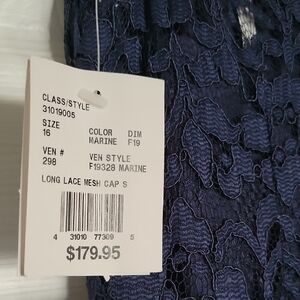 CLASS/STYLE
31019005
SIZE COLOR DIM
16 MARINE F19
VEN # VEN STYLE
298 F19328 MARINE
LONG LACE MESH CAP S
4 31010 77309 5
$179.95